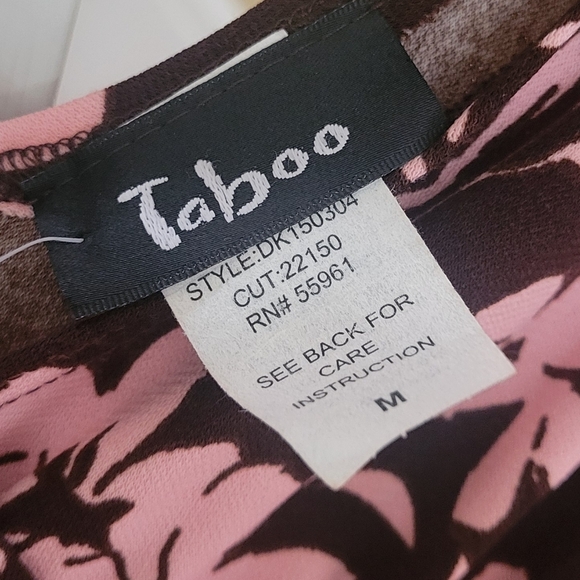 Taboo
STYLE:DK150304
CUT:22150
RN# 55961
SEE BACK FOR
CARE
INSTRUCTION
M